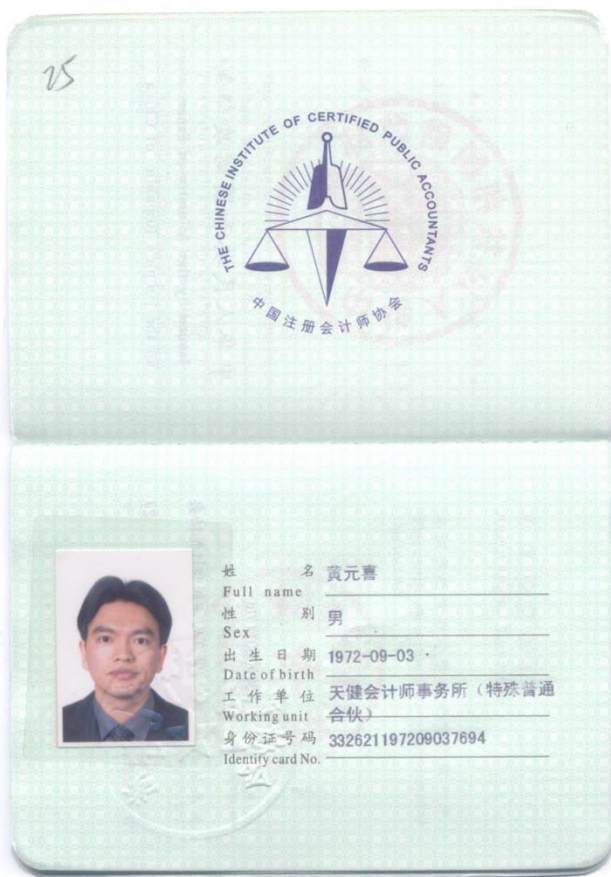 25
THE CHINESE INSTITUTE OF CERTIFIED PUBLIC ACCOUNTANTS
中国注册会计师协会
姓名 黄元喜
Full name
性别 男
Sex
出生日期 1972-09-03
Date of birth
工作单位 天健会计师事务所（特殊普通
Working unit 合伙）
身份证号码 332621197209037694
Identity card No.